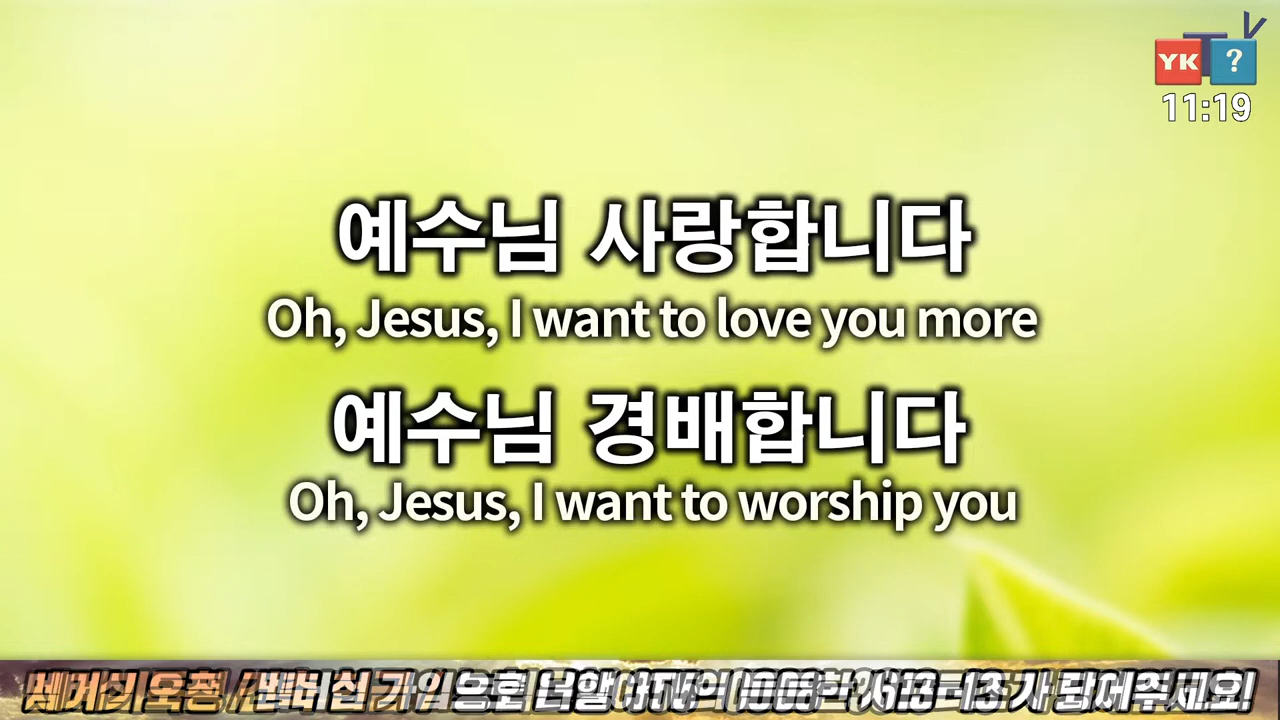 YK TV ?
11:19
예수님 사랑합니다
Oh, Jesus, I want to love you more
예수님 경배합니다
Oh, Jesus, I want to worship you